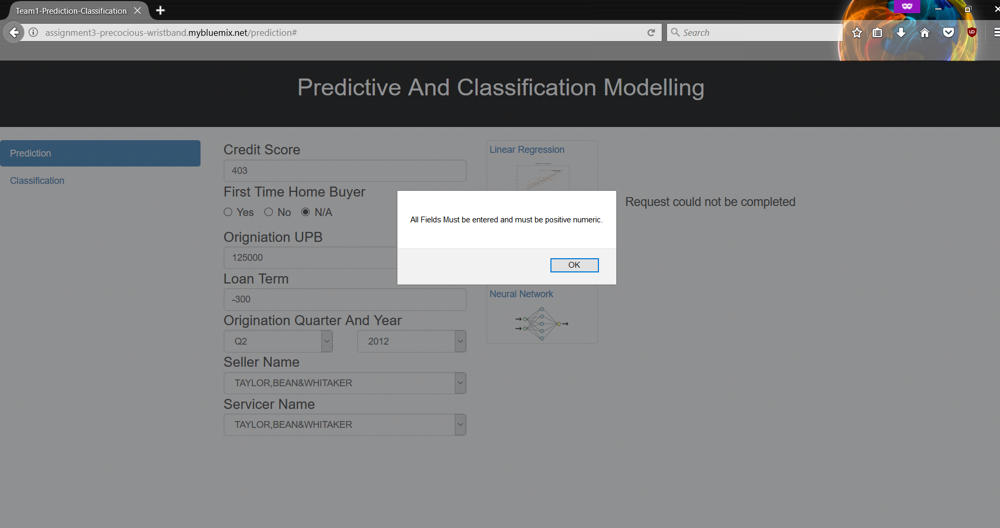 Team1-Prediction-Classification
assignment3-precocious-wristband.mybluemix.net/prediction#
Search
Predictive And Classification Modelling
Prediction
Classification
Credit Score
403
First Time Home Buyer
Yes No N/A
Origniation UPB
125000
Loan Term
-300
Origination Quarter And Year
Q2 2012
Seller Name
TAYLOR,BEAN&WHITAKER
Servicer Name
TAYLOR,BEAN&WHITAKER
Linear Regression
Neural Network
All Fields Must be entered and must be positive numeric.
OK
Request could not be completed